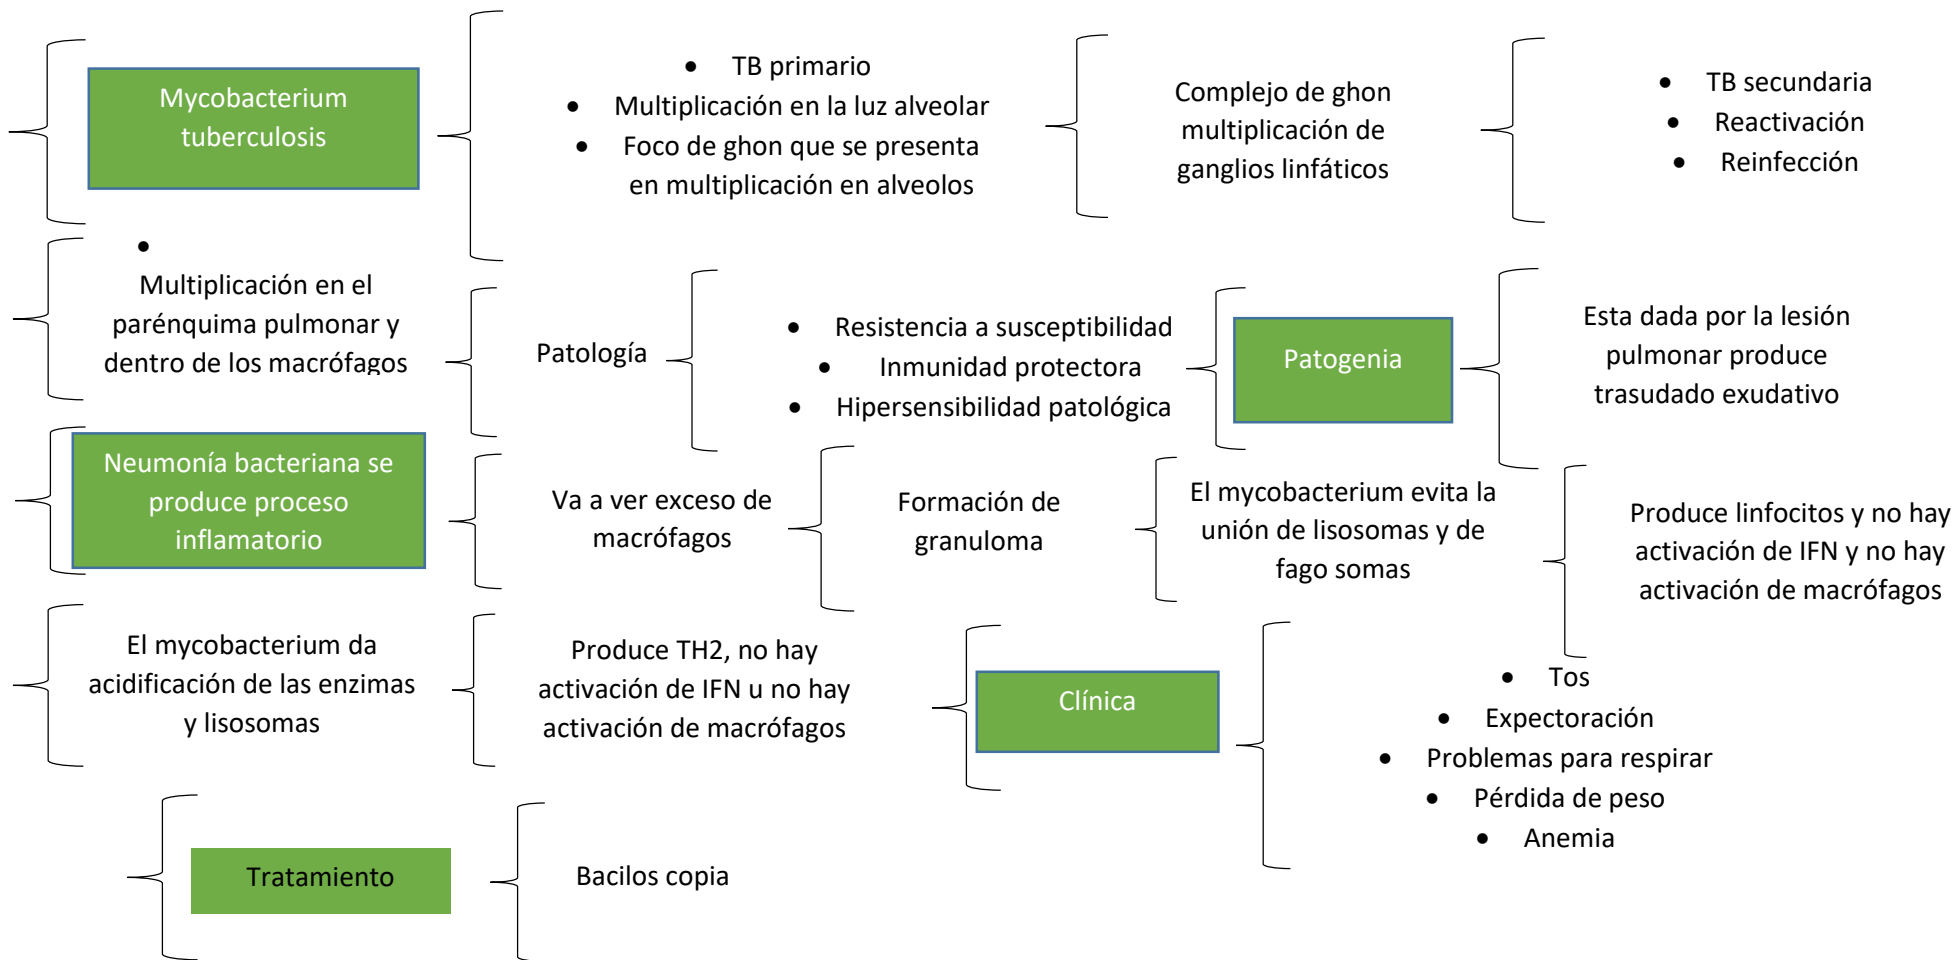 Mycobacterium
tuberculosis
• TB primario
• Multiplicación en la luz alveolar
• Foco de ghon que se presenta
en multiplicación en alveolos
Complejo de ghon
multiplicación de
ganglios linfáticos
• TB secundaria
• Reactivación
• Reinfección
•
Multiplicación en el
parénquima pulmonar y
dentro de los macrófagos
Patología
• Resistencia a susceptibilidad
• Inmunidad protectora
• Hipersensibilidad patológica
Patogenia
Esta dada por la lesión
pulmonar produce
trasudado exudativo
Neumonía bacteriana se
produce proceso
inflamatorio
Va a ver exceso de
macrófagos
Formación de
granuloma
El mycobacterium evita la
unión de lisosomas y de
fago somas
Produce linfocitos y no hay
activación de IFN y no hay
activación de macrófagos
El mycobacterium da
acidificación de las enzimas
y lisosomas
Produce TH2, no hay
activación de IFN u no hay
activación de macrófagos
Clínica
• Tos
• Expectoración
• Problemas para respirar
• Pérdida de peso
• Anemia
Tratamiento
Bacilos copia